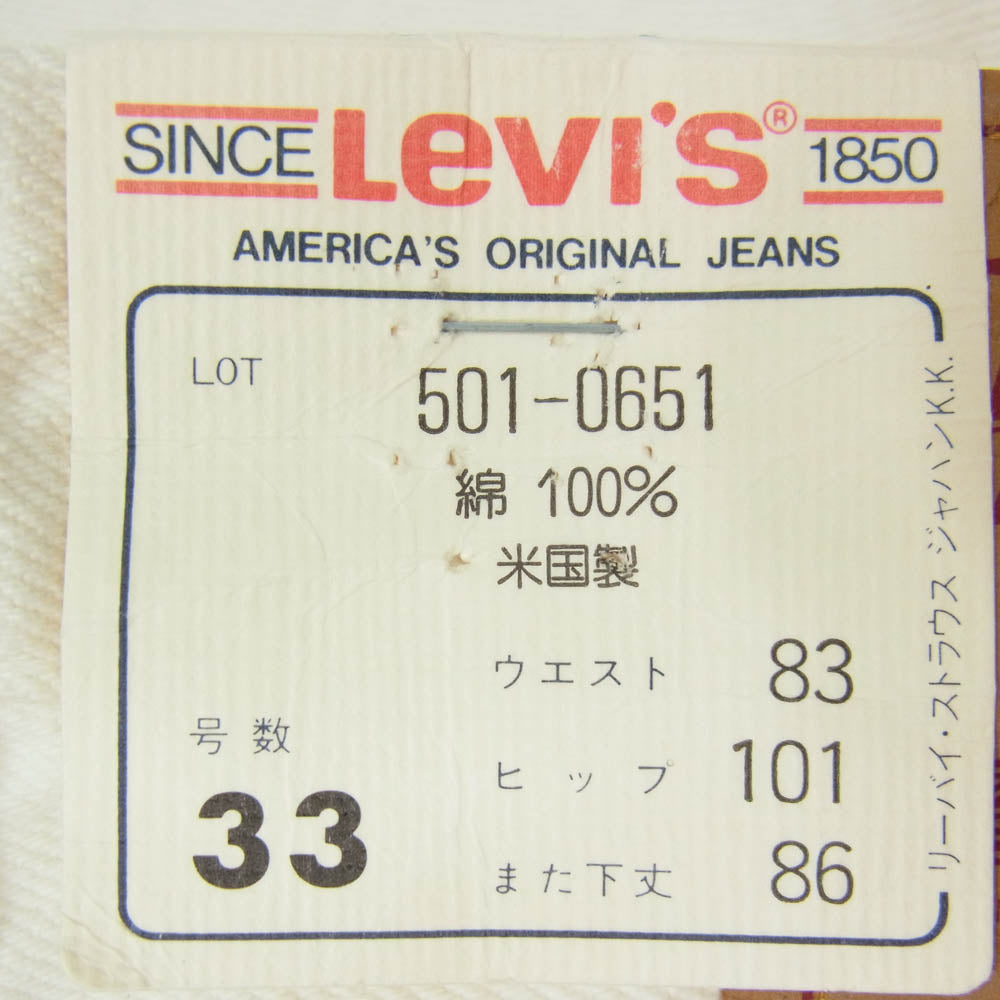 SINCE Levi's® 1850
AMERICA'S ORIGINAL JEANS
LOT 501-0651
綿 100%
米国製
ウエスト 83
ヒップ 101
また下丈 86
号数
33
リーバイ・ストラウス ジャパンK.K.